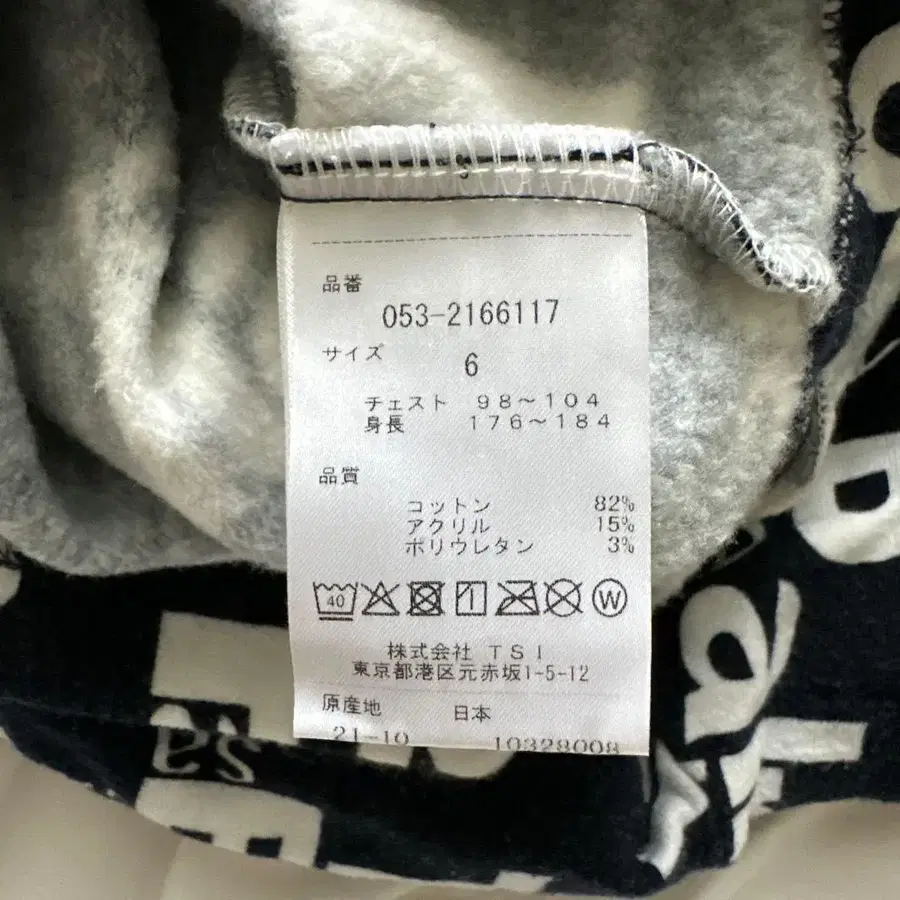 品番
053-2166117
サイズ
6
チェスト 98～104
身長 176～184
品質
コットン 82%
アクリル 15%
ポリウレタン 3%
40
W
株式会社 TSI
東京都港区元赤坂1-5-12
原産地 日本
21-10 10328008